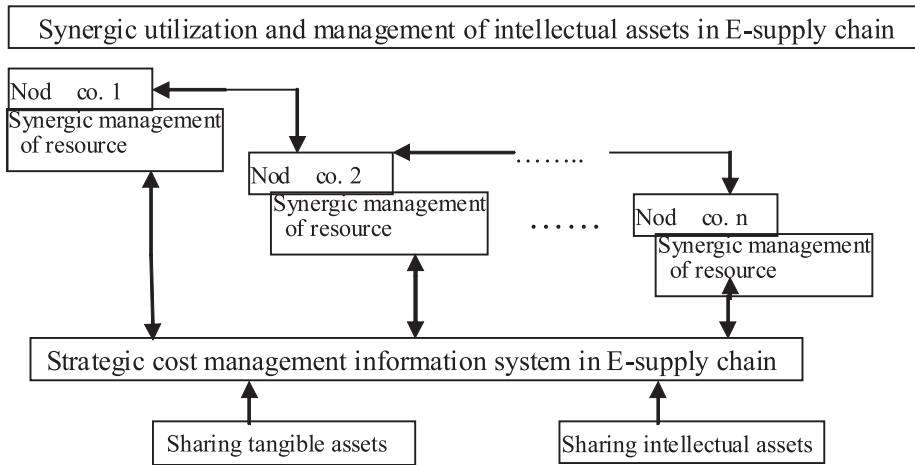 Synergic utilization and management of intellectual assets in E-supply chain
Nod co. 1
Synergic management
of resource
Nod co. 2
........
Synergic management
of resource
......
Nod co. n
Synergic management
of resource
Strategic cost management information system in E-supply chain
Sharing tangible assets
Sharing intellectual assets